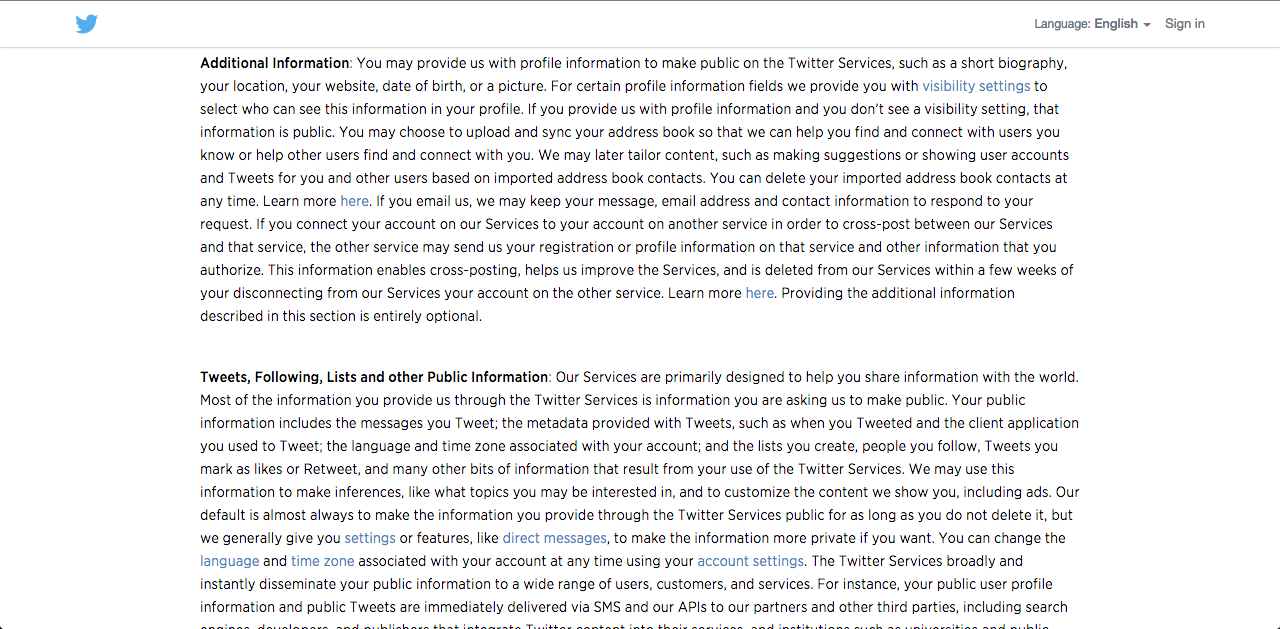 Language: English Sign in
Additional Information: You may provide us with profile information to make public on the Twitter Services, such as a short biography,
your location, your website, date of birth, or a picture. For certain profile information fields we provide you with visibility settings to
select who can see this information in your profile. If you provide us with profile information and you don't see a visibility setting, that
information is public. You may choose to upload and sync your address book so that we can help you find and connect with users you
know or help other users find and connect with you. We may later tailor content, such as making suggestions or showing user accounts
and Tweets for you and other users based on imported address book contacts. You can delete your imported address book contacts at
any time. Learn more here. If you email us, we may keep your message, email address and contact information to respond to your
request. If you connect your account on our Services to your account on another service in order to cross-post between our Services
and that service, the other service may send us your registration or profile information on that service and other information that you
authorize. This information enables cross-posting, helps us improve the Services, and is deleted from our Services within a few weeks of
your disconnecting from our Services your account on the other service. Learn more here. Providing the additional information
described in this section is entirely optional.
Tweets, Following, Lists and other Public Information: Our Services are primarily designed to help you share information with the world.
Most of the information you provide us through the Twitter Services is information you are asking us to make public. Your public
information includes the messages you Tweet; the metadata provided with Tweets, such as when you Tweeted and the client application
you used to Tweet; the language and time zone associated with your account; and the lists you create, people you follow, Tweets you
mark as likes or Retweet, and many other bits of information that result from your use of the Twitter Services. We may use this
information to make inferences, like what topics you may be interested in, and to customize the content we show you, including ads. Our
default is almost always to make the information you provide through the Twitter Services public for as long as you do not delete it, but
we generally give you settings or features, like direct messages, to make the information more private if you want. You can change the
language and time zone associated with your account at any time using your account settings. The Twitter Services broadly and
instantly disseminate your public information to a wide range of users, customers, and services. For instance, your public user profile
information and public Tweets are immediately delivered via SMS and our APIs to our partners and other third parties, including search
engines, developers, and publishers that integrate Twitter content into their services, and institutions such as universities and public